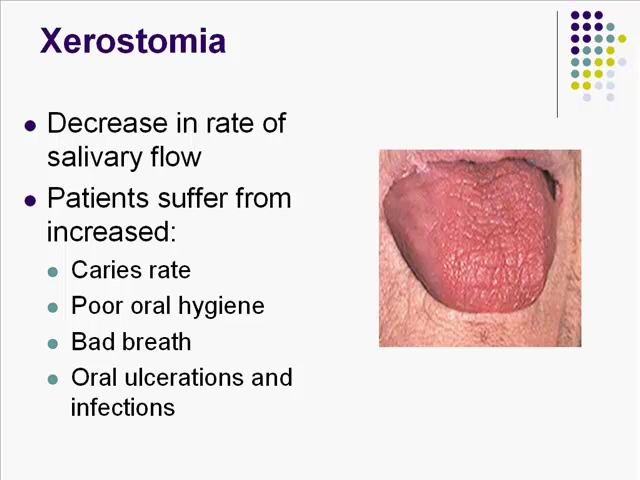 Xerostomia
Decrease in rate of
salivary flow
Patients suffer from
increased:
Caries rate
Poor oral hygiene
Bad breath
Oral ulcerations and
infections